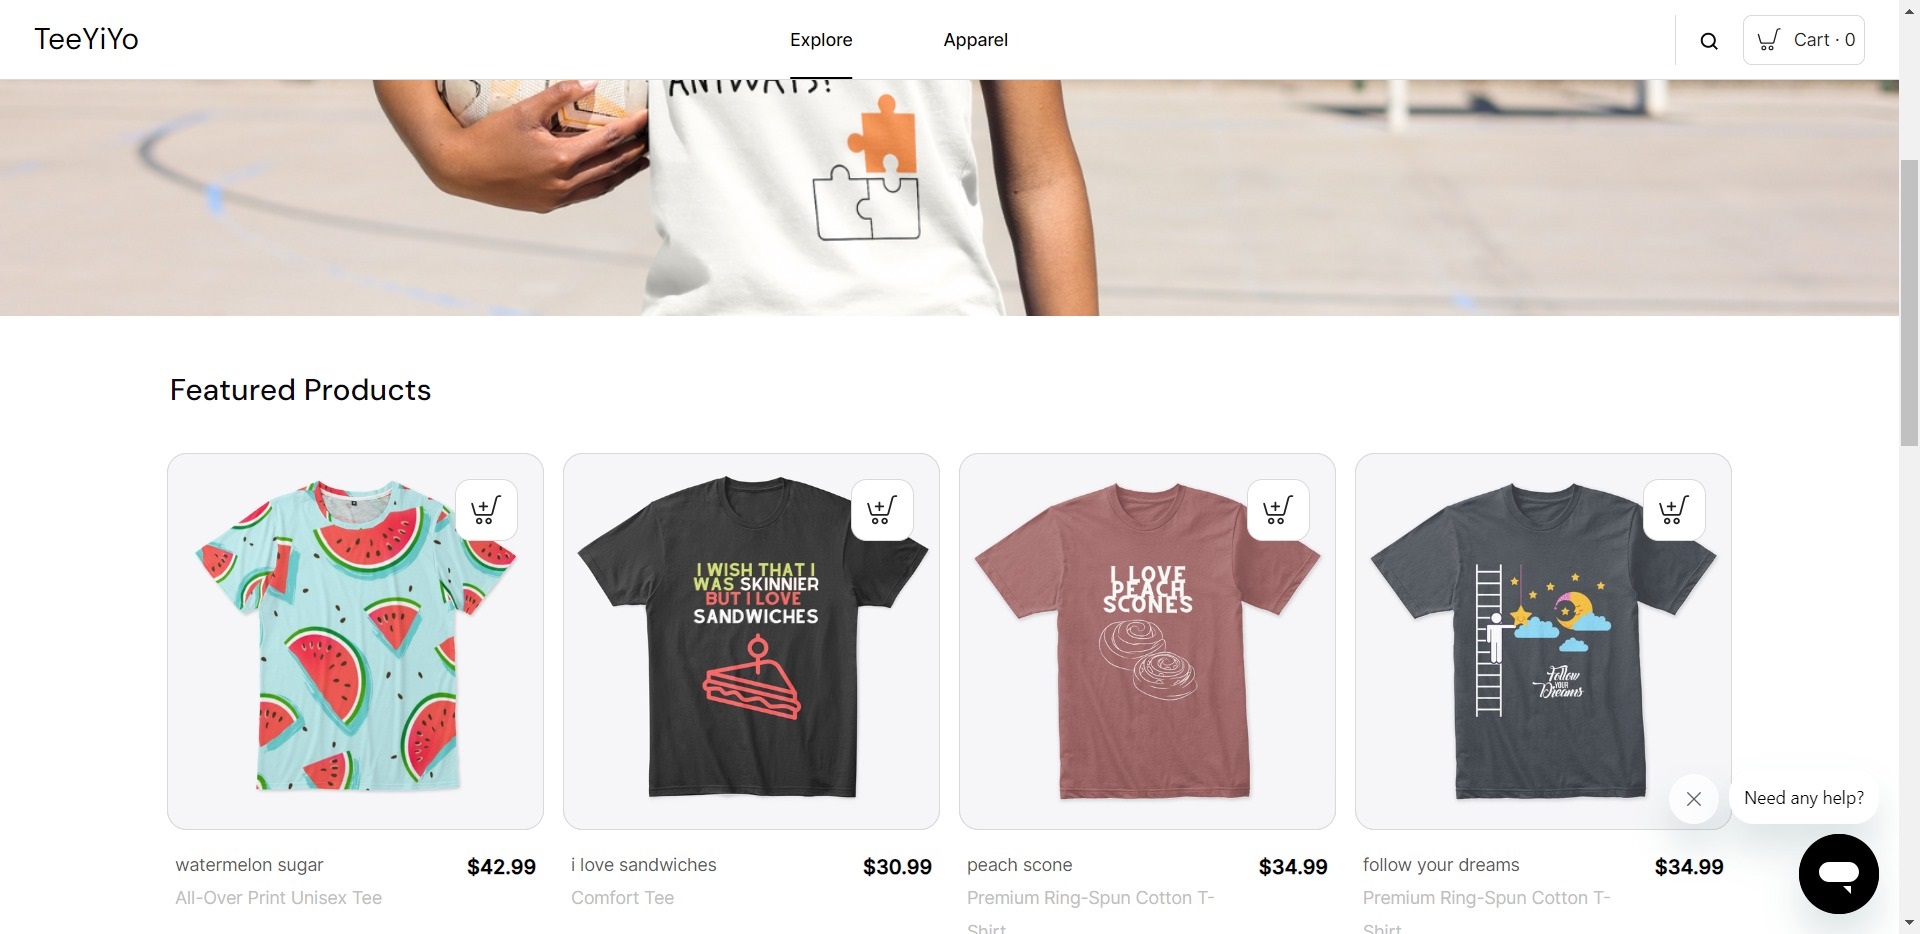 TeeYiYo
Explore
Apparel
Cart · 0
ANYWAYS?
Featured Products
I WISH THAT I
WAS SKINNIER
BUT I LOVE
SANDWICHES
I LOVE
PEACH
SCONES
Follow
YOUR
Dreams
watermelon sugar
$42.99
All-Over Print Unisex Tee
i love sandwiches
$30.99
Comfort Tee
peach scone
$34.99
Premium Ring-Spun Cotton T-
Shirt
follow your dreams
$34.99
Premium Ring-Spun Cotton T-
Shirt
Need any help?